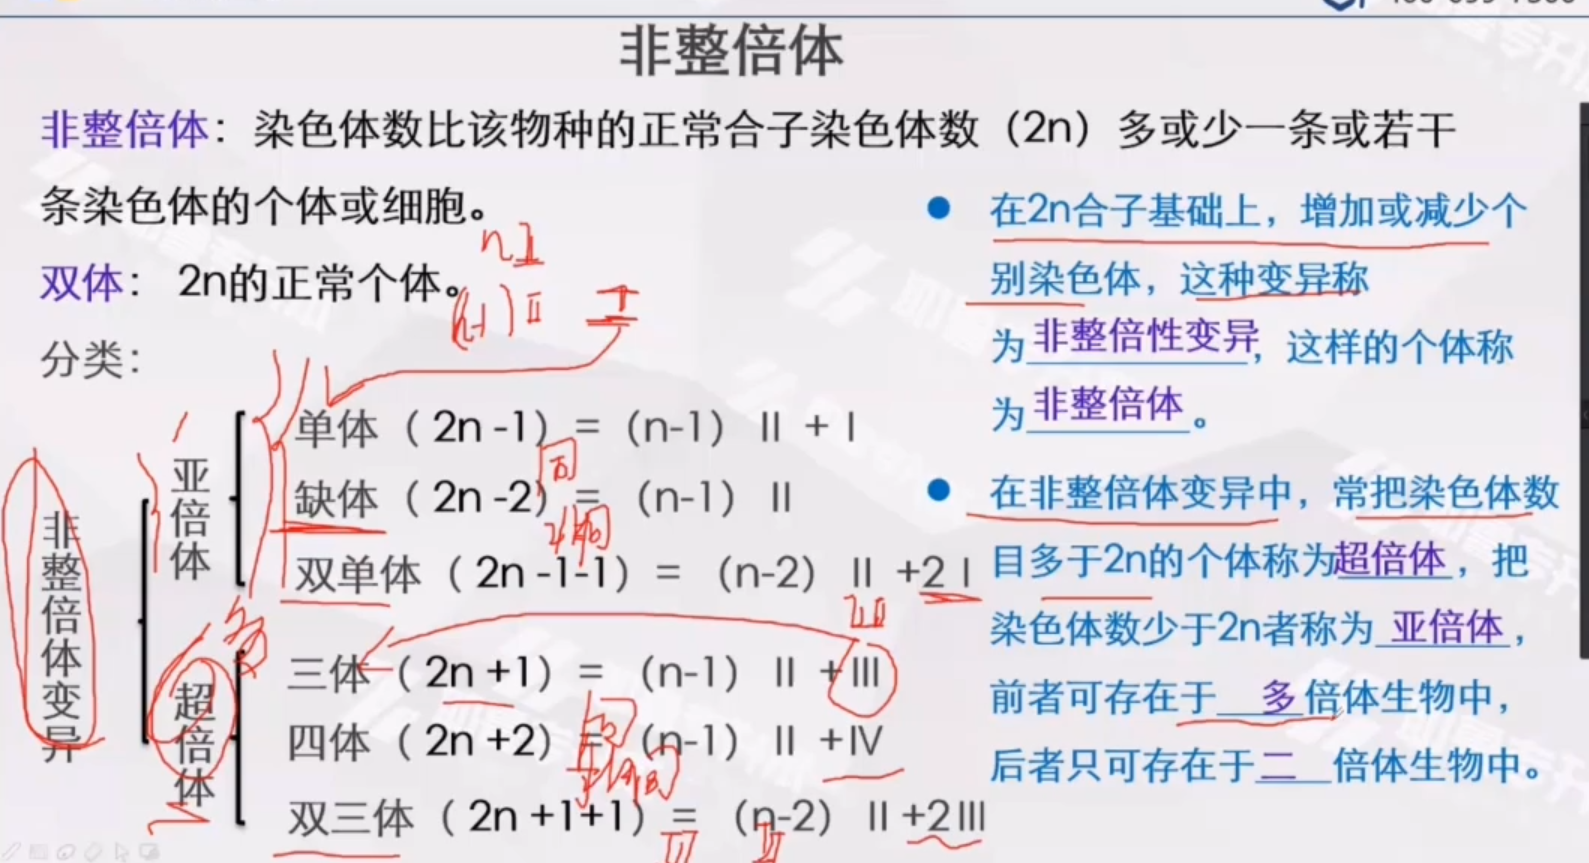 非整倍体
非整倍体：染色体数比该物种的正常合子染色体数（2n）多或少一条或若干
条染色体的个体或细胞。
双体： 2n的正常个体。
n II
(n-1) II I
分类：
非整倍体变异
亚倍体
单体（ 2n -1）=（n-1） II + I
缺体（ 2n -2）=（n-1） II
双单体（ 2n -1-1）=（n-2） II +2 I
超倍体
三体（ 2n +1）=（n-1） II +III
四体（ 2n +2）=（n-1） II +IV
双三体（ 2n +1+1）=（n-2） II +2 III
● 在2n合子基础上，增加或减少个
别染色体，这种变异称
为非整倍性变异，这样的个体称
为非整倍体。
● 在非整倍体变异中，常把染色体数
目多于2n的个体称为超倍体，把
染色体数少于2n者称为亚倍体，
前者可存在于多倍体生物中，
后者只可存在于二倍体生物中。